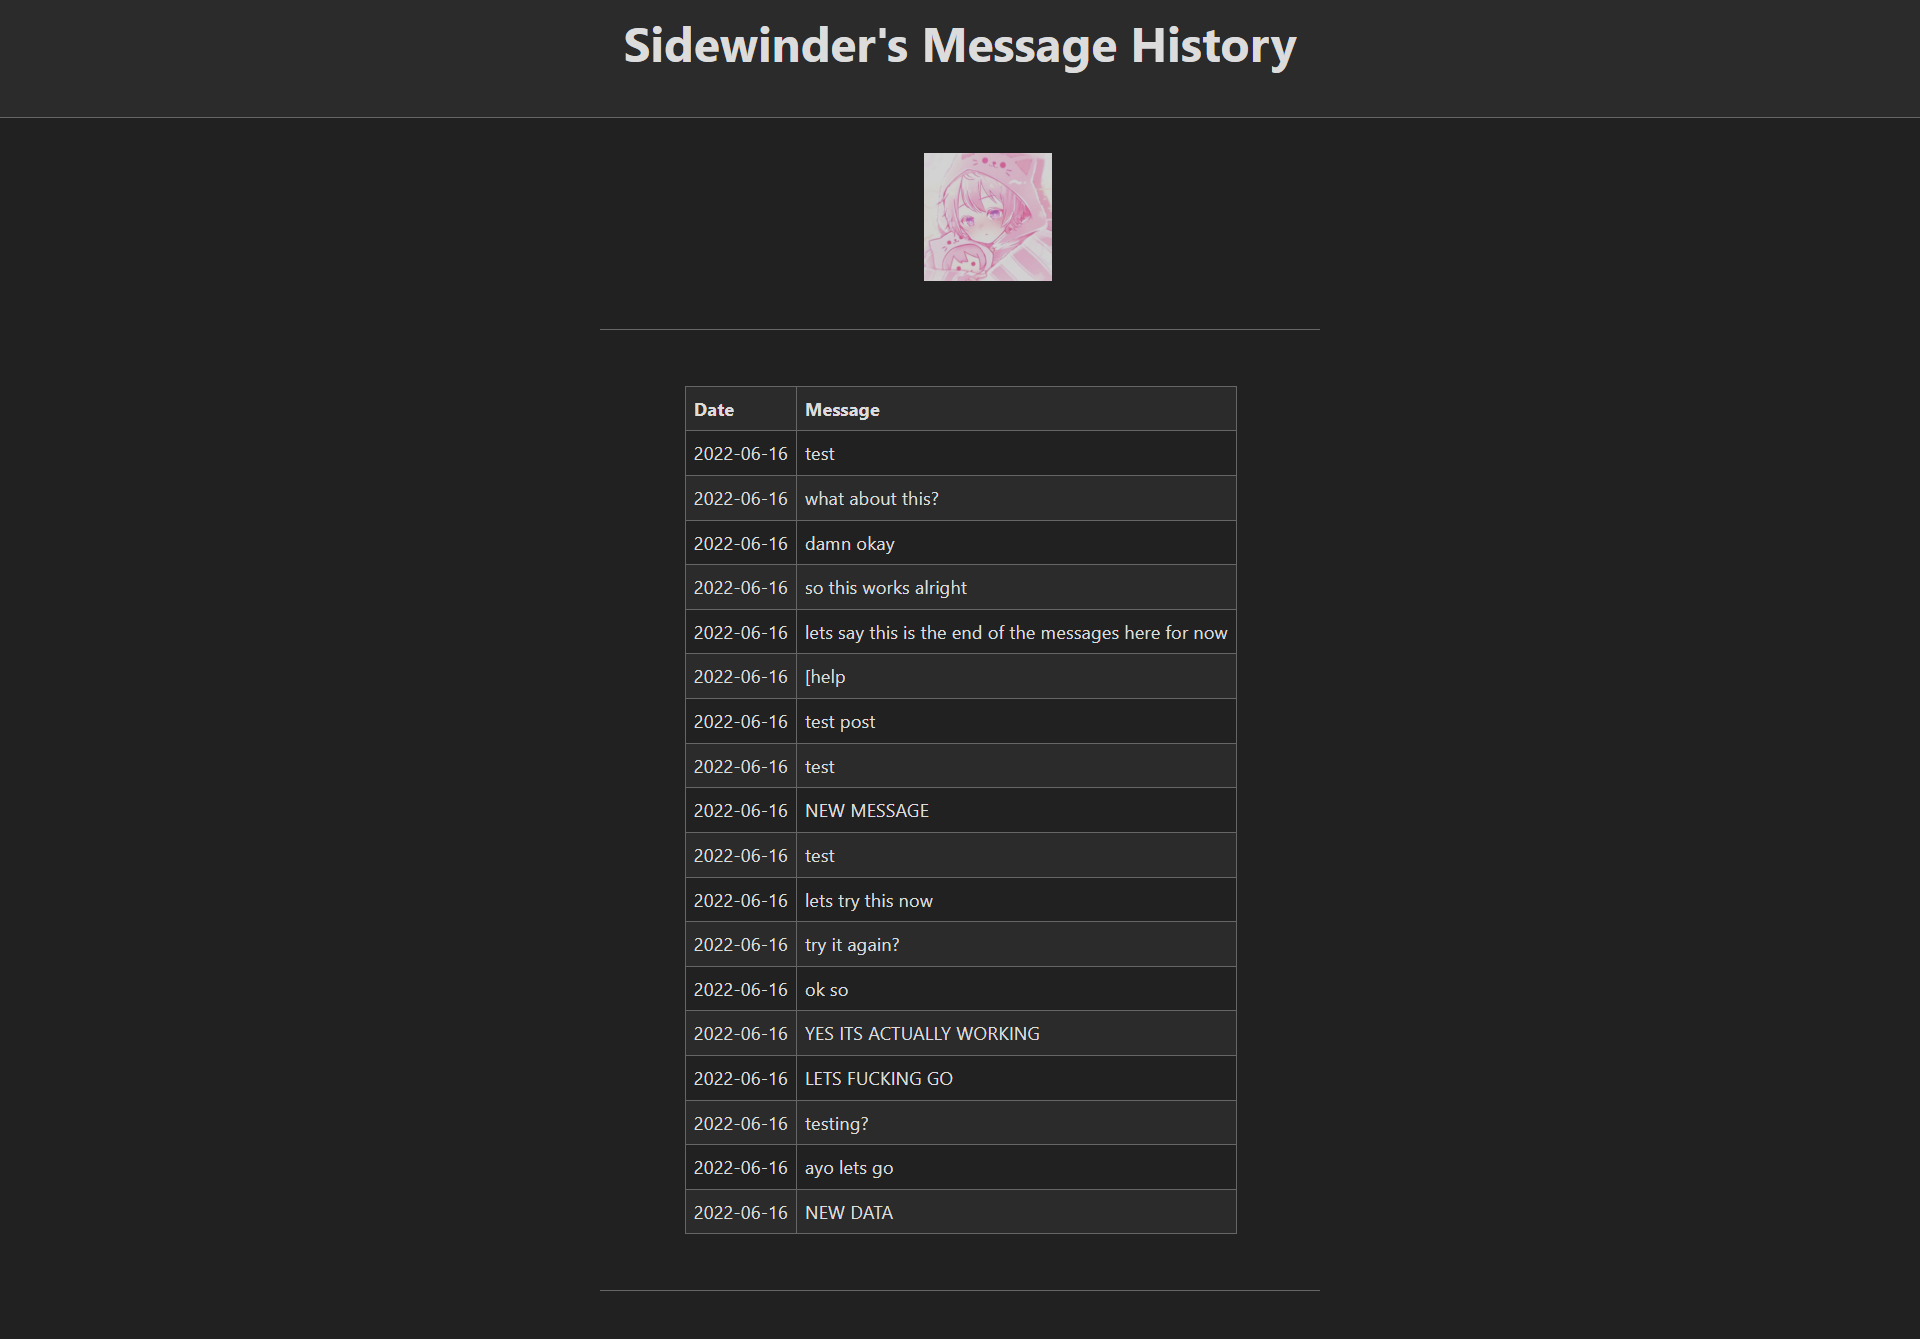 Sidewinder's Message History
Date Message
2022-06-16 test
2022-06-16 what about this?
2022-06-16 damn okay
2022-06-16 so this works alright
2022-06-16 lets say this is the end of the messages here for now
2022-06-16 [help
2022-06-16 test post
2022-06-16 test
2022-06-16 NEW MESSAGE
2022-06-16 test
2022-06-16 lets try this now
2022-06-16 try it again?
2022-06-16 ok so
2022-06-16 YES ITS ACTUALLY WORKING
2022-06-16 LETS FUCKING GO
2022-06-16 testing?
2022-06-16 ayo lets go
2022-06-16 NEW DATA